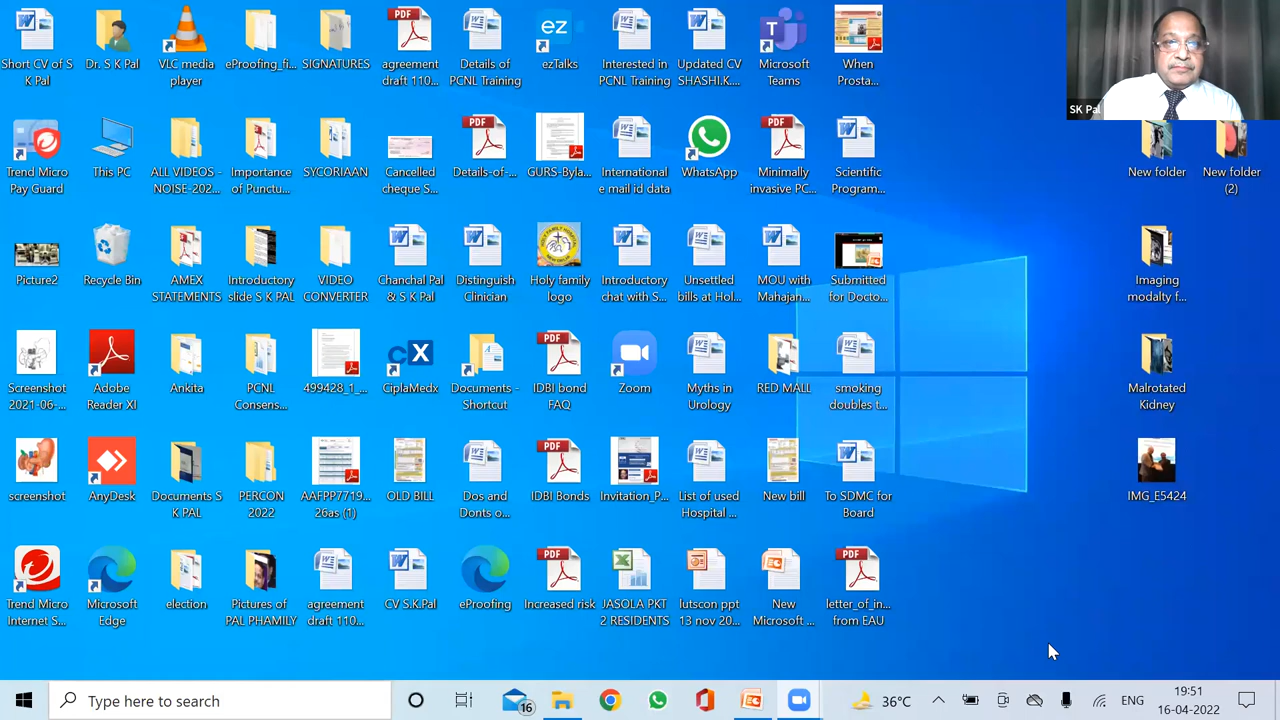 Short CV of S
K Pal
Dr. S K Pal
VLC media
player
eProofing_fi...
SIGNATURES
PDF
agreement
draft 110...
Details of
PCNL Training
ez
ezTalks
Interested in
PCNL Training
Updated CV
SHASHI.K....
Microsoft
Teams
When
Prosta...
SK Pal
Trend Micro
Pay Guard
This PC
ALL VIDEOS -
NOISE-202...
Importance
of Punctu...
SYCORIAAN
Cancelled
cheque S...
PDF
Details-of-...
GURS-Byla...
International
e mail id data
WhatsApp
PDF
Minimally
invasive PC...
Scientific
Program...
New folder
New folder
(2)
Picture2
Recycle Bin
AMEX
STATEMENTS
Introductory
slide S K PAL
VIDEO
CONVERTER
Chanchal Pal
& S K Pal
Distinguish
Clinician
Holy family
logo
Introductory
chat with S...
Unsettled
bills at Hol...
MOU with
Mahajan...
Submitted
for Docto...
Imaging
modalty f...
Screenshot
2021-06-...
Adobe
Reader XI
Ankita
PCNL
Consens...
499428_1_...
CiplaMedx
Documents -
Shortcut
PDF
IDBI bond
FAQ
Zoom
Myths in
Urology
RED MALL
smoking
doubles t...
Malrotated
Kidney
screenshot
AnyDesk
Documents S
K PAL
PERCON
2022
AAFPP7719...
26as (1)
OLD BILL
Dos and
Donts o...
PDF
IDBI Bonds
Invitation_P...
List of used
Hospital ...
New bill
To SDMC for
Board
IMG_E5424
Trend Micro
Internet S...
Microsoft
Edge
election
Pictures of
PAL PHAMILY
agreement
draft 110...
CV S.K.Pal
eProofing
PDF
Increased risk
JASOLA PKT
2 RESIDENTS
lutscon ppt
13 nov 20...
New
Microsoft ...
PDF
letter_of_in...
from EAU
Type here to search
16
36°C
ENG
19:51
16-04-2022